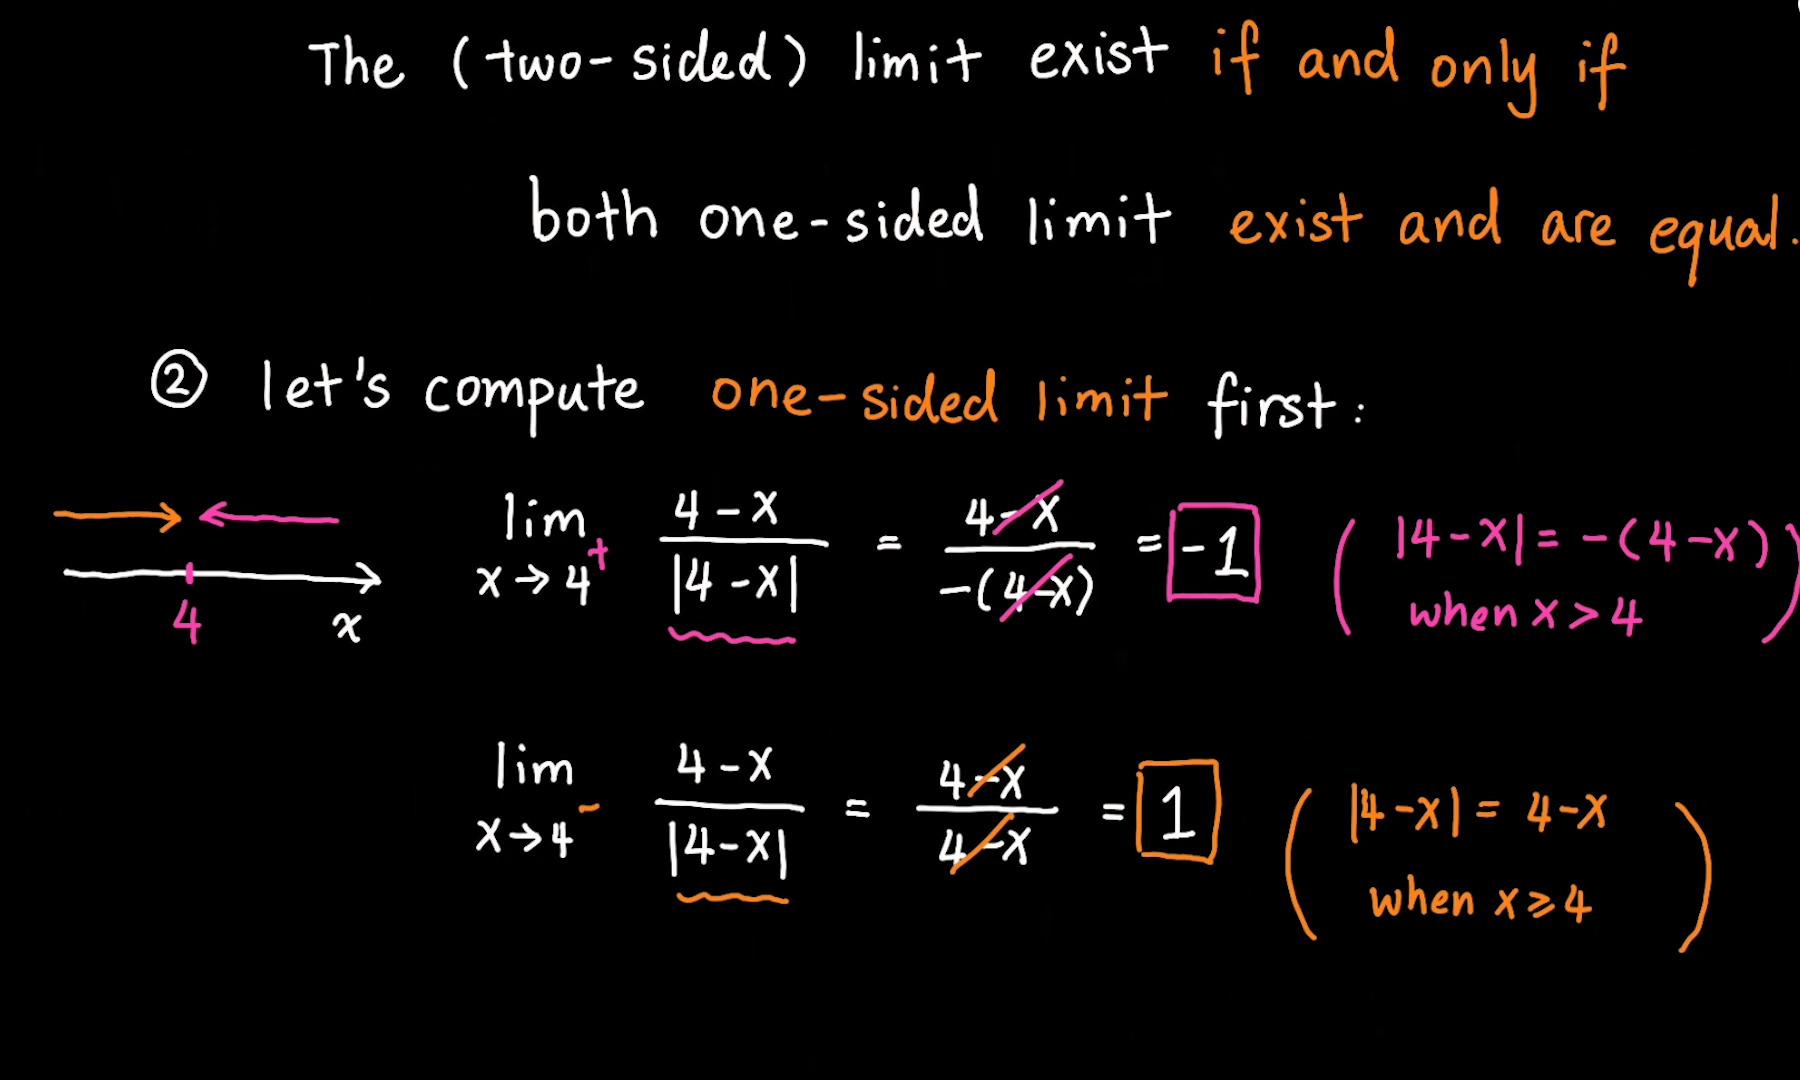 The (two-sided) limit exist if and only if
both one-sided limit exist and are equal.
② let's compute one-sided limit first:
4 x
lim x→4⁺ (4-x)/|4-x| = (4-x)/(-(4-x)) = -1 (|4-x| = -(4-x) when x > 4)
lim x→4⁻ (4-x)/|4-x| = (4-x)/(4-x) = 1 (|4-x| = 4-x when x ⩾ 4)